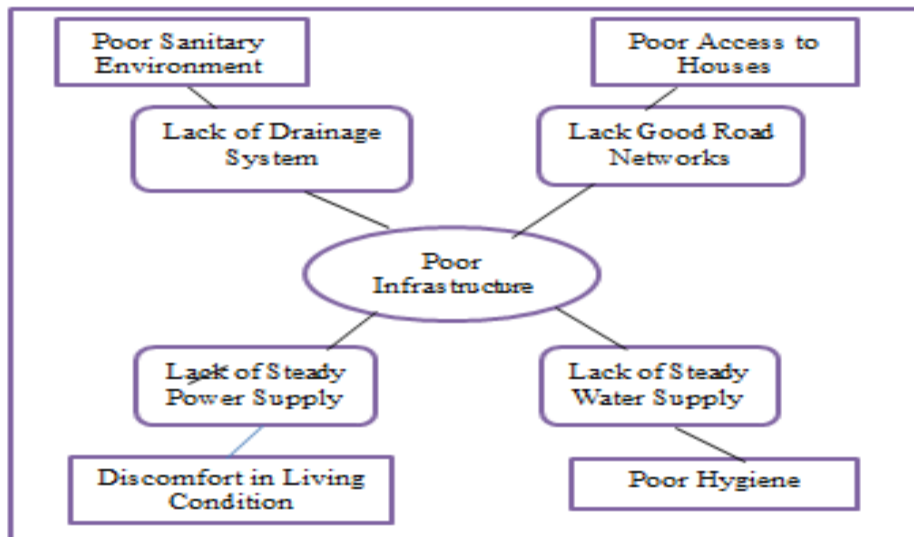 Poor Sanitary
Environment
Poor Access to
Houses
Lack of Drainage
System
Lack Good Road
Networks
Poor
Infrastructure
Lack of Steady
Power Supply
Lack of Steady
Water Supply
Discomfort in Living
Condition
Poor Hygiene